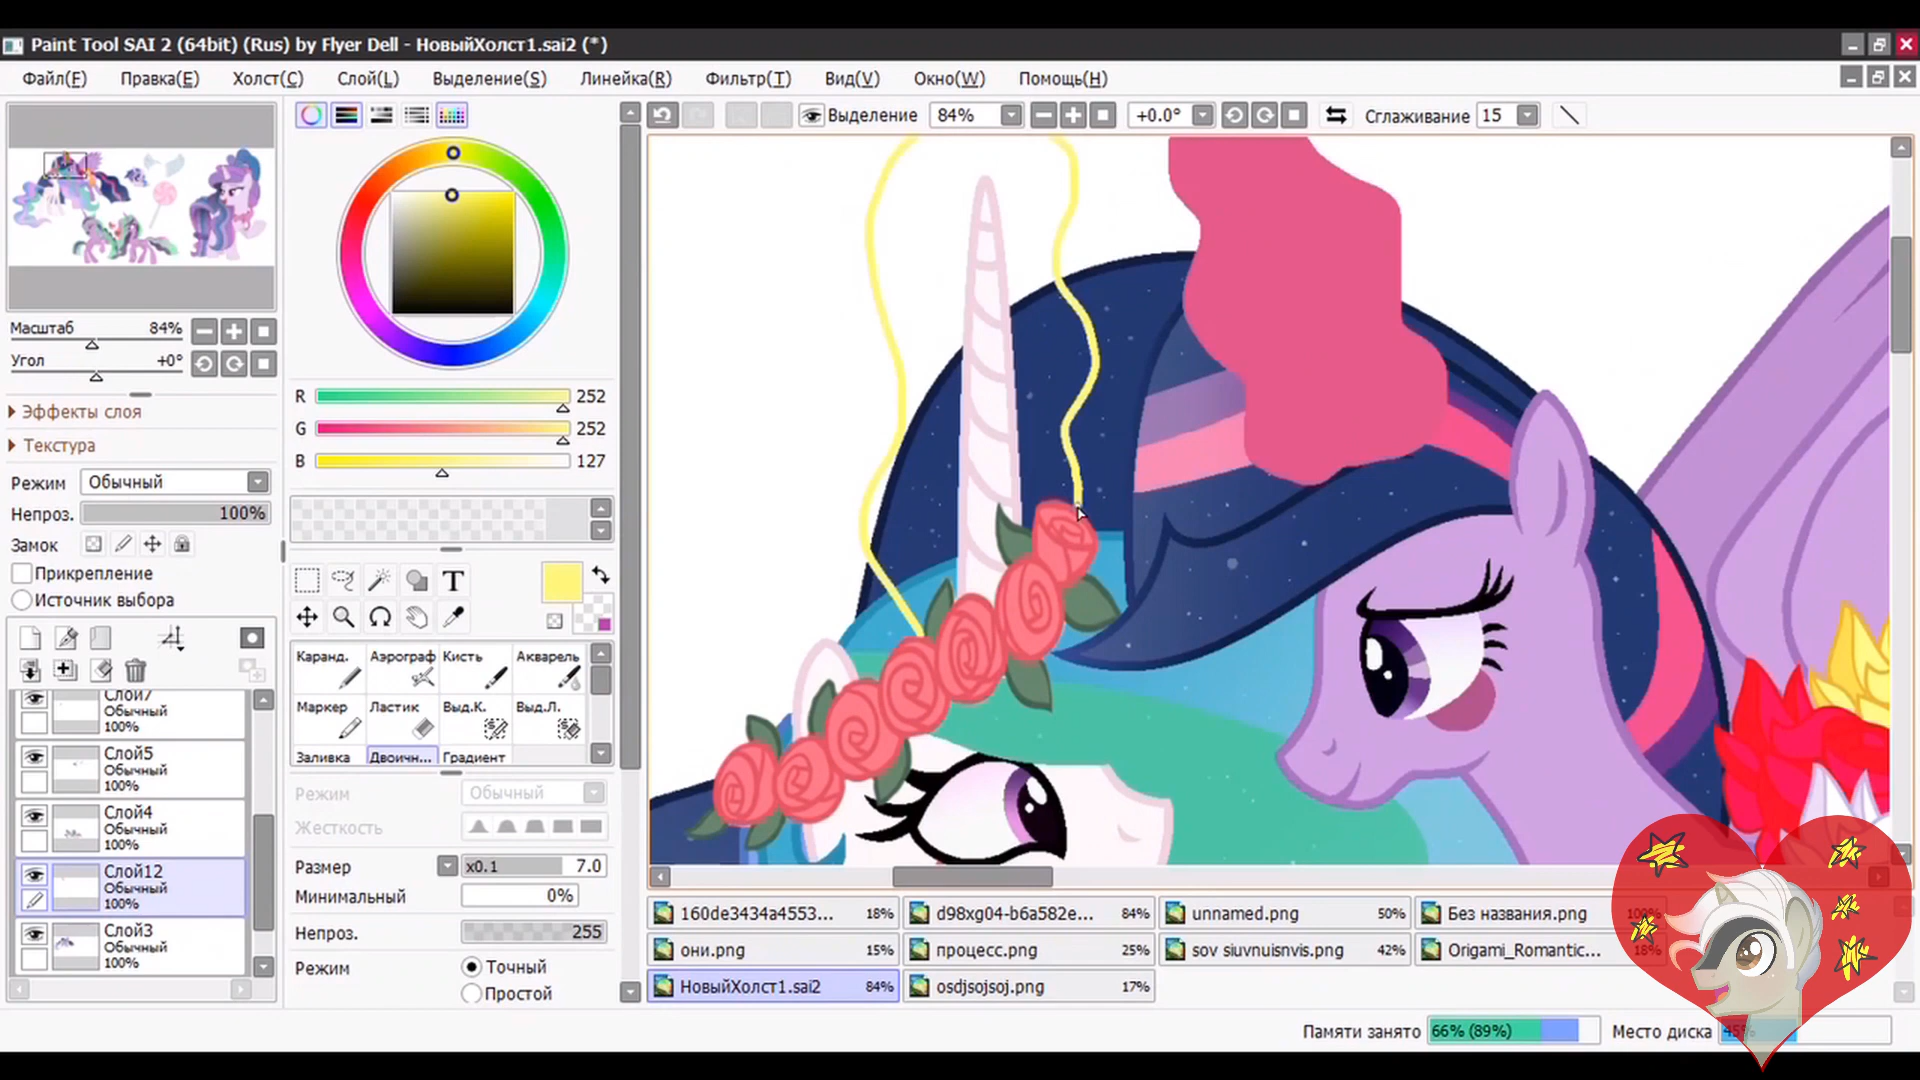 Paint Tool SAI 2 (64bit) (Rus) by Flyer Dell - НовыйХолст1.sai2 (*)
Файл(F) Правка(E) Холст(C) Слой(L) Выделение(S) Линейка(R) Фильтр(T) Вид(V) Окно(W) Помощь(H)
Выделение 84% +0.0° Сглаживание 15
Масштаб 84%
Угол +0°
Эффекты слоя
Текстура
Режим Обычный
Непроз. 100%
Замок
Прикрепление
Источник выбора
Слой7
Обычный
100%
Слой5
Обычный
100%
Слой4
Обычный
100%
Слой12
Обычный
100%
Слой3
Обычный
100%
R 252
G 252
B 127
T
Каранд. Аэрограф Кисть Акварель
Маркер Ластик Выд.К. Выд.Л.
Заливка Двоичн... Градиент
Режим Обычный
Жесткость
Размер x0.1 7.0
Минимальный 0%
Непроз. 255
Режим Точный
Простой
160de3434a4553... 18% d98xg04-b6a582e... 84% unnamed.png 50% Без названия.png 100%
они.png 15% процесс.png 25% sov siuvnuisnvis.png 42% Origami_Romantic... 16%
НовыйХолст1.sai2 84% osdjsojsoj.png 17%
Памяти занято 66% (89%) Место диска 45%